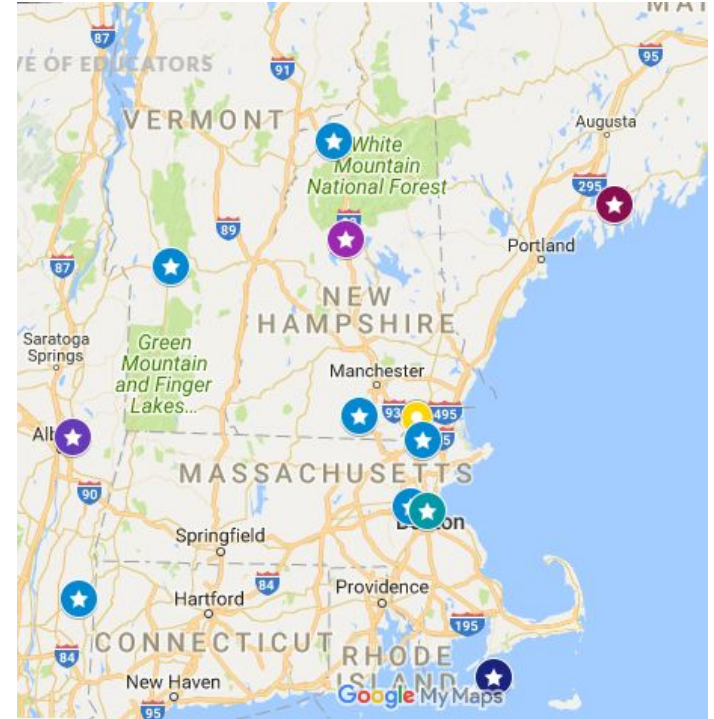 MA
87
95
VE OF EDUCATORS
91
VERMONT
Augusta
White
Mountain
National Forest
295
89
Portland
87
NEW
HAMPSHIRE
Saratoga
Springs
Green
Mountain
and Finger
Lakes...
Manchester
93
495
MASSACHUSETTS
90
Springfield
84
Hartford
Providence
195
CONNECTICUT
RHODE
ISLAND
84
New Haven
Google My Maps
95